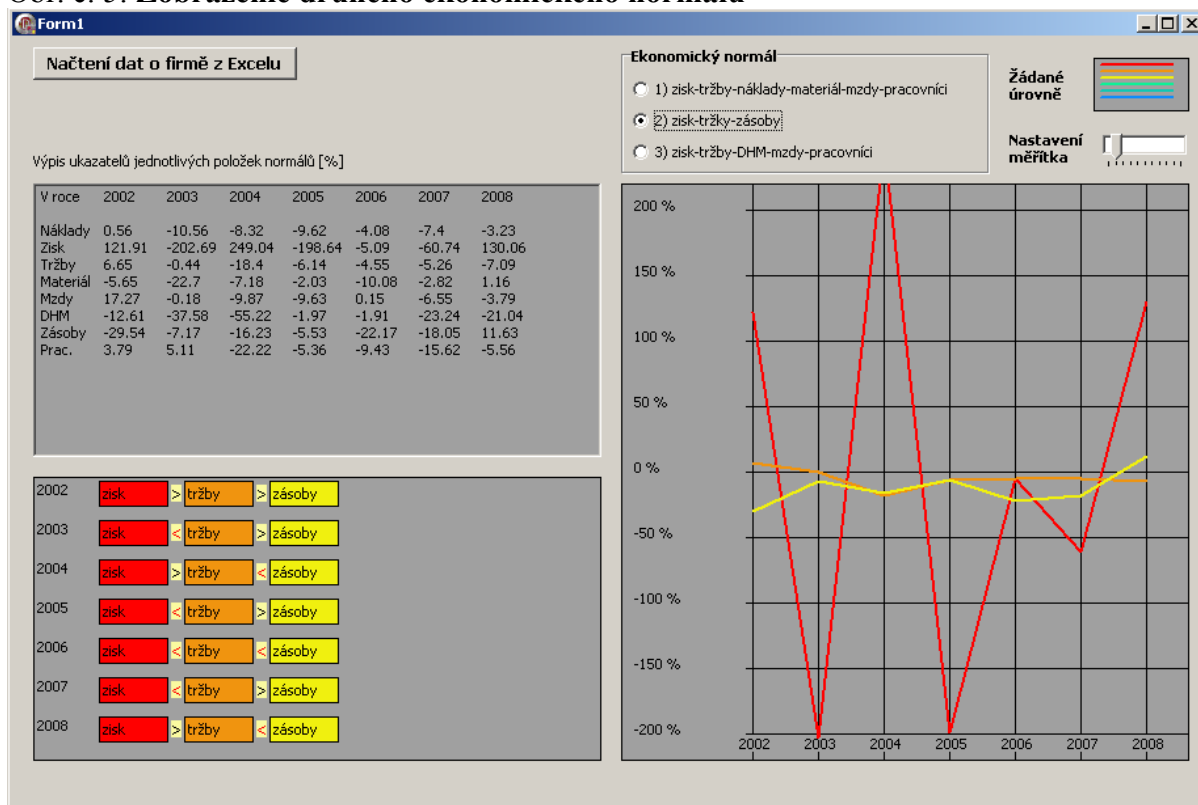 Form1
Načtení dat o firmě z Excelu
Výpis ukazatelů jednotlivých položek normálů [%]
V roce 2002 2003 2004 2005 2006 2007 2008
Náklady 0.56 -10.56 -8.32 -9.62 -4.08 -7.4 -3.23
Zisk 121.91 -202.69 249.04 -198.64 -5.09 -60.74 130.06
Tržby 6.65 -0.44 -18.4 -6.14 -4.55 -5.26 -7.09
Materiál -5.65 -22.7 -7.18 -2.03 -10.08 -2.82 1.16
Mzdy 17.27 -0.18 -9.87 -9.63 0.15 -6.55 -3.79
DHM -12.61 -37.58 -55.22 -1.97 -1.91 -23.24 -21.04
Zásoby -29.54 -7.17 -16.23 -5.53 -22.17 -18.05 11.63
Prac. 3.79 5.11 -22.22 -5.36 -9.43 -15.62 -5.56
2002 zisk > tržby > zásoby
2003 zisk < tržby > zásoby
2004 zisk > tržby < zásoby
2005 zisk < tržby > zásoby
2006 zisk < tržby < zásoby
2007 zisk < tržby > zásoby
2008 zisk > tržby < zásoby
Ekonomický normál
1) zisk-tržby-náklady-materiál-mzdy-pracovníci
2) zisk-tržky-zásoby
3) zisk-tržby-DHM-mzdy-pracovníci
Žádané
úrovně
Nastavení
měřítka
200 %
150 %
100 %
50 %
0 %
-50 %
-100 %
-150 %
-200 %
2002 2003 2004 2005 2006 2007 2008